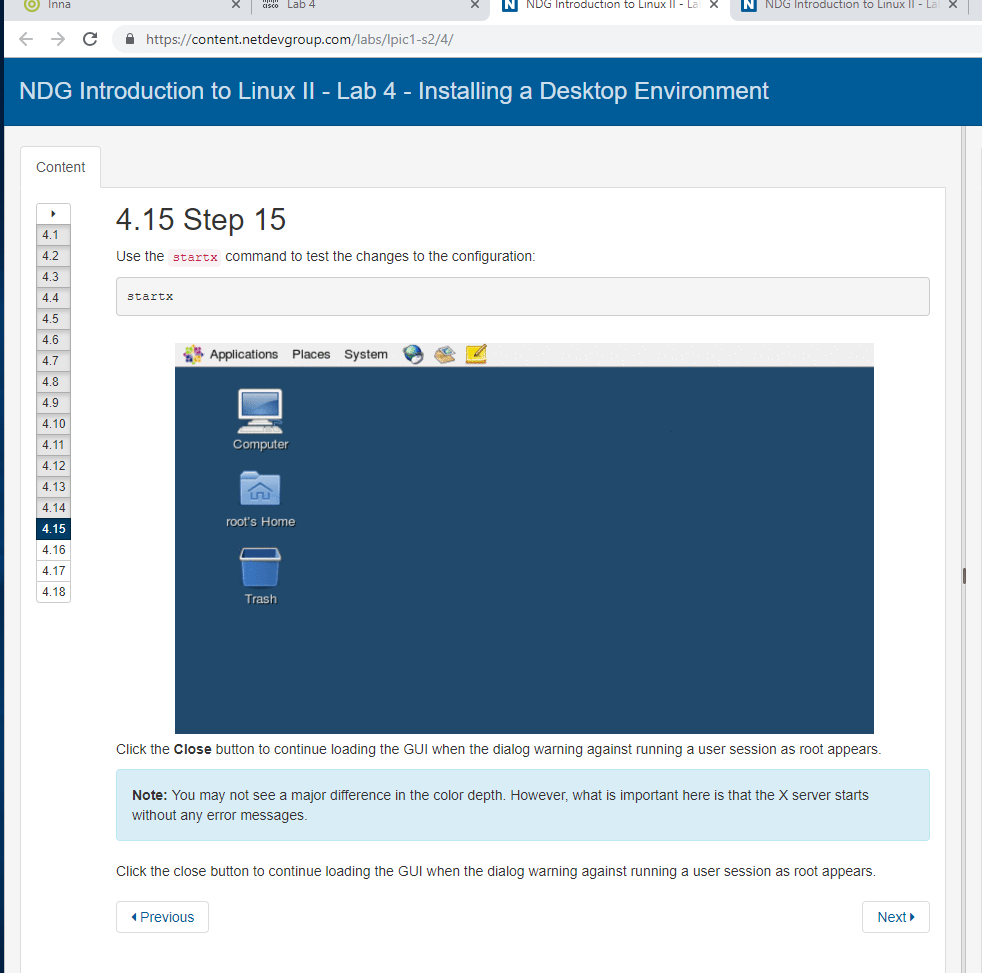 Inna
Lab 4
NDG Introduction to Linux II - La
NDG Introduction to Linux II - Lal
https://content.netdevgroup.com/labs/lpic1-s2/4/
NDG Introduction to Linux II - Lab 4 - Installing a Desktop Environment
Content
4.1
4.2
4.3
4.4
4.5
4.6
4.7
4.8
4.9
4.10
4.11
4.12
4.13
4.14
4.15
4.16
4.17
4.18
4.15 Step 15
Use the startx command to test the changes to the configuration:
startx
Applications Places System
Computer
root's Home
Trash
Click the Close button to continue loading the GUI when the dialog warning against running a user session as root appears.
Note: You may not see a major difference in the color depth. However, what is important here is that the X server starts
without any error messages.
Click the close button to continue loading the GUI when the dialog warning against running a user session as root appears.
Previous
Next